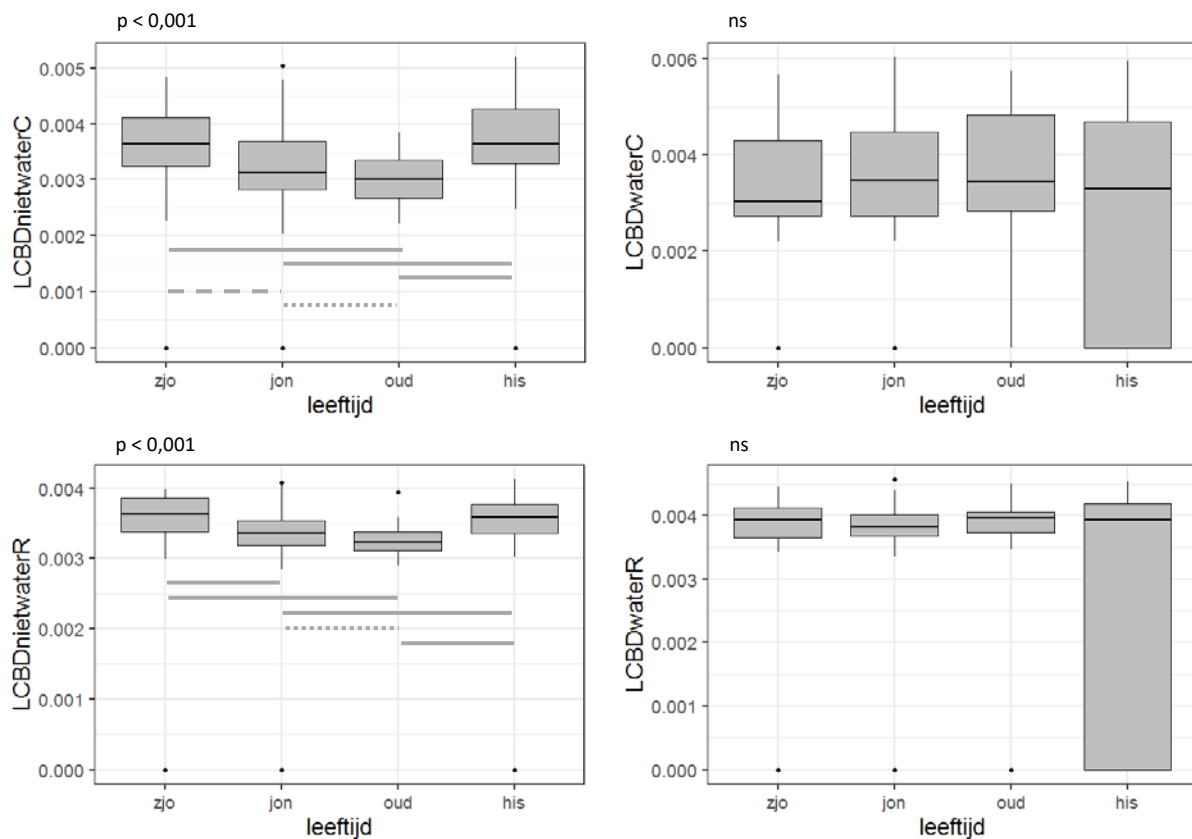 p < 0,001
LCBDnietwaterC
0.005
0.004
0.003
0.002
0.001
0.000
zjo jon oud his
leeftijd
ns
LCBDwaterC
0.006
0.004
0.002
0.000
zjo jon oud his
leeftijd
p < 0,001
LCBDnietwaterR
0.004
0.003
0.002
0.001
0.000
zjo jon oud his
leeftijd
ns
LCBDwaterR
0.004
0.003
0.002
0.001
0.000
zjo jon oud his
leeftijd